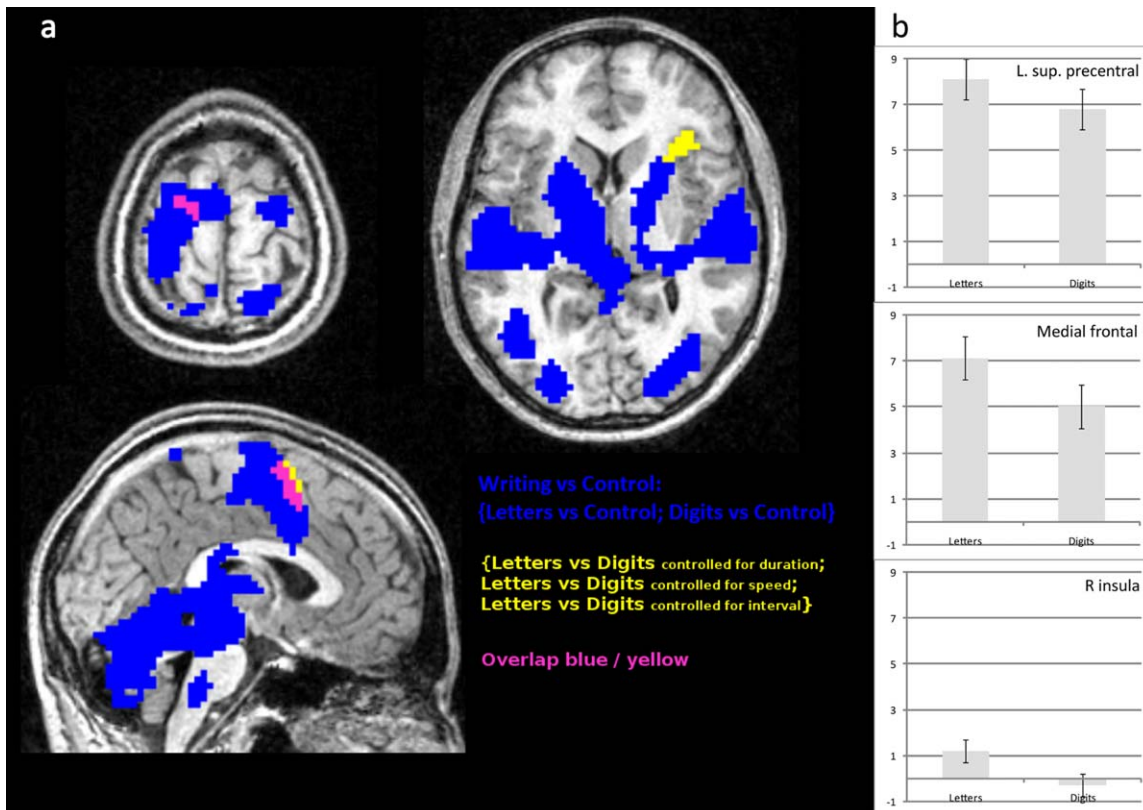 a
Writing vs Control:
{Letters vs Control; Digits vs Control}
{Letters vs Digits controlled for duration;
Letters vs Digits controlled for speed;
Letters vs Digits controlled for interval}
Overlap blue / yellow
b
L. sup. precentral
9
7
5
3
1
-1
Letters Digits
Medial frontal
9
7
5
3
1
-1
Letters Digits
R insula
9
7
5
3
1
-1
Letters Digits